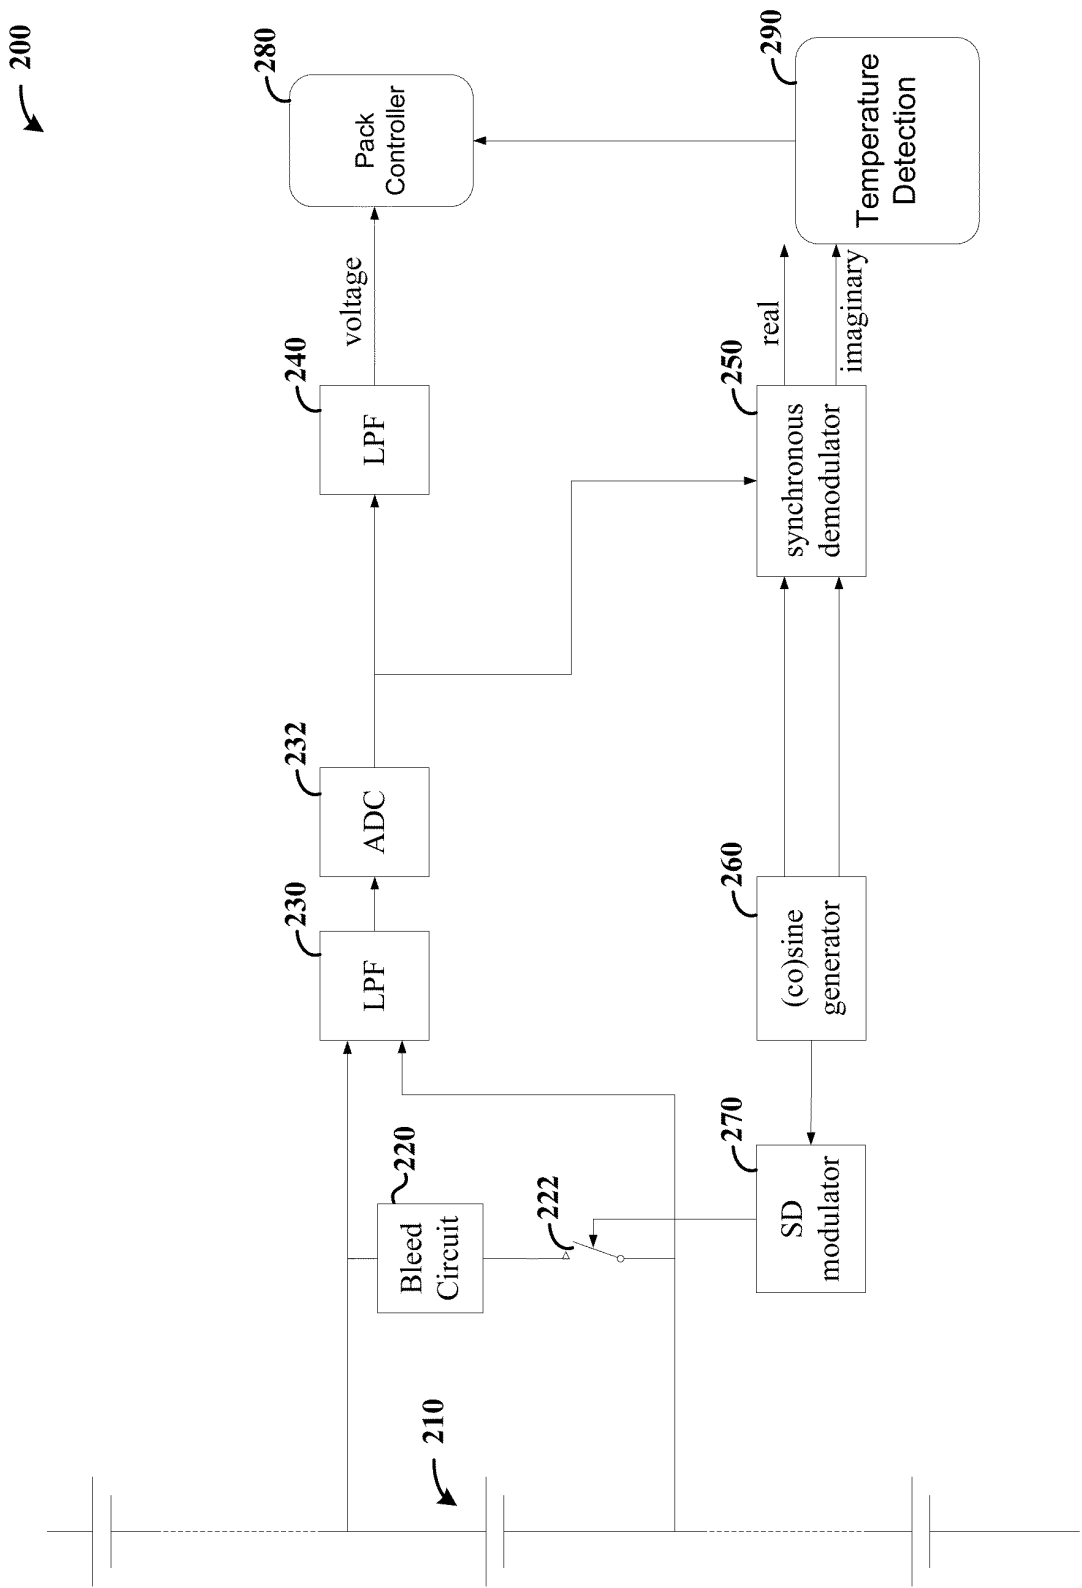 200
280
Pack
Controller
290
Temperature
Detection
voltage
240
LPF
real
imaginary
250
synchronous
demodulator
232
ADC
230
LPF
260
(co)sine
generator
220
Bleed
Circuit
222
270
SD
modulator
210